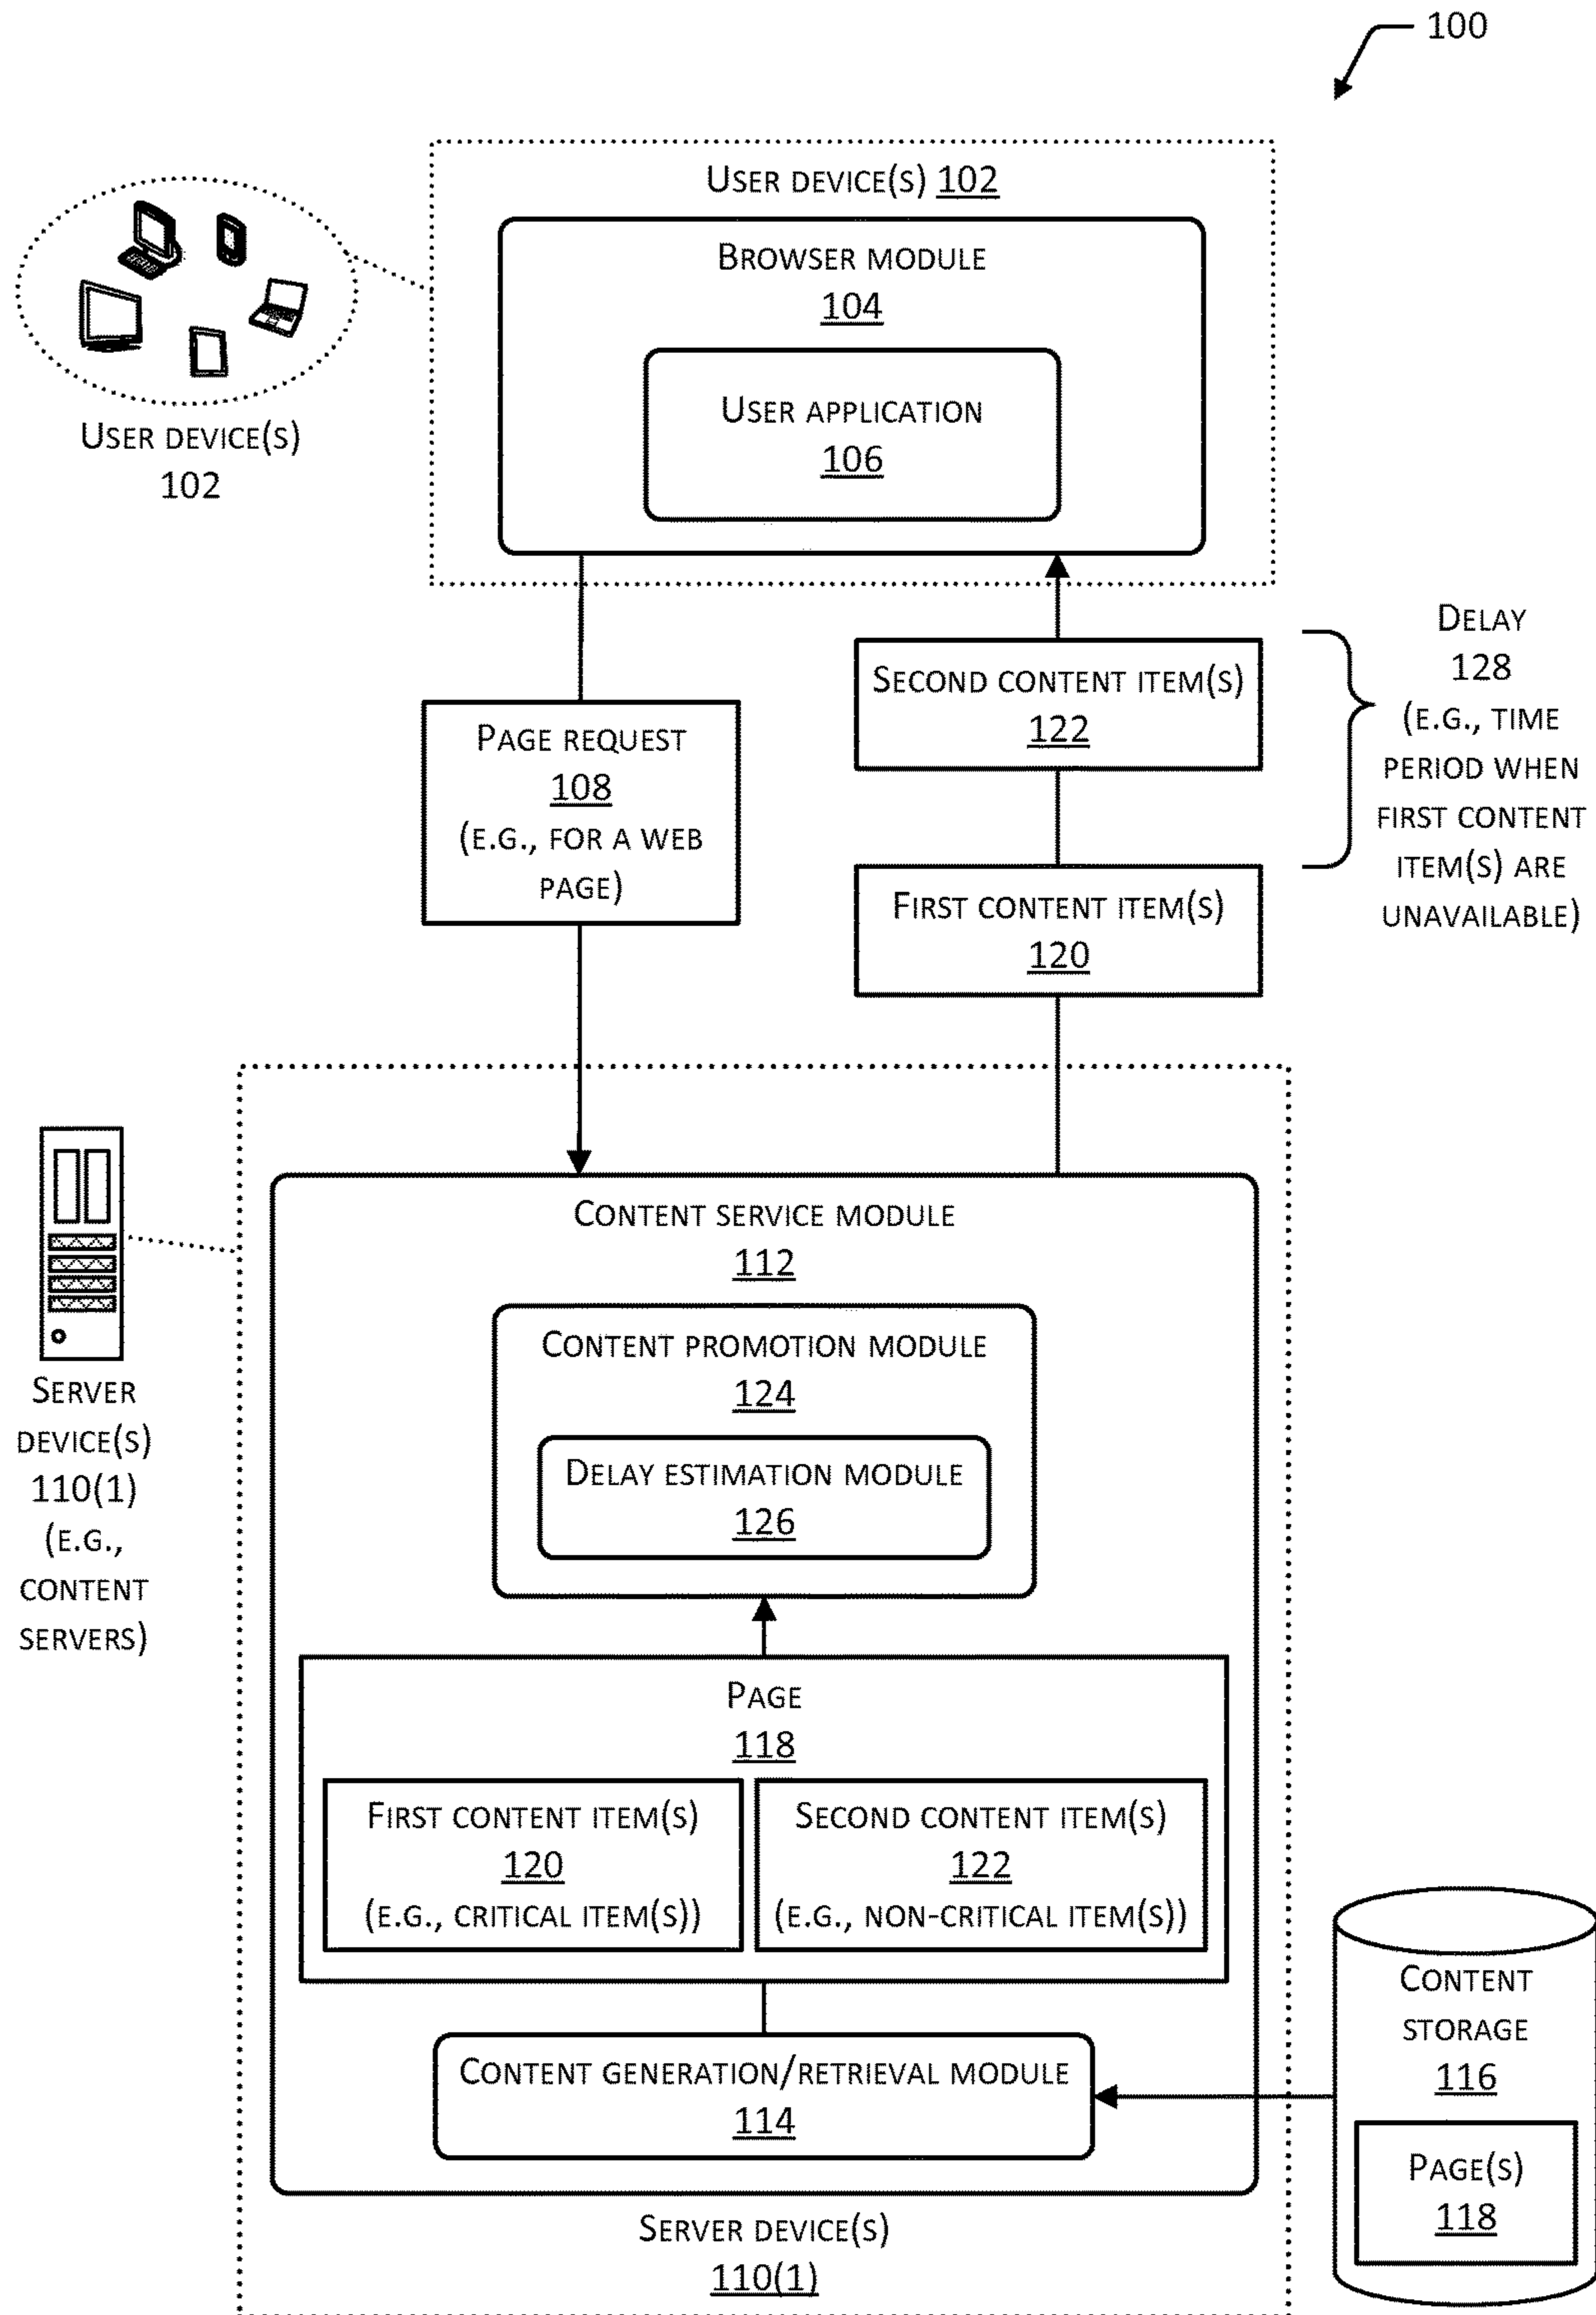 100
User device(s) 102
Browser module
104
User application
106
User device(s)
102
Page request
108
(e.g., for a web
page)
Second content item(s)
122
First content item(s)
120
Delay
128
(e.g., time
period when
first content
item(s) are
unavailable)
Content service module
112
Content promotion module
124
Delay estimation module
126
Server
device(s)
110(1)
(e.g.,
content
servers)
Page
118
First content item(s)
120
(e.g., critical item(s))
Second content item(s)
122
(e.g., non-critical item(s))
Content generation/retrieval module
114
Content
storage
116
Page(s)
118
Server device(s)
110(1)